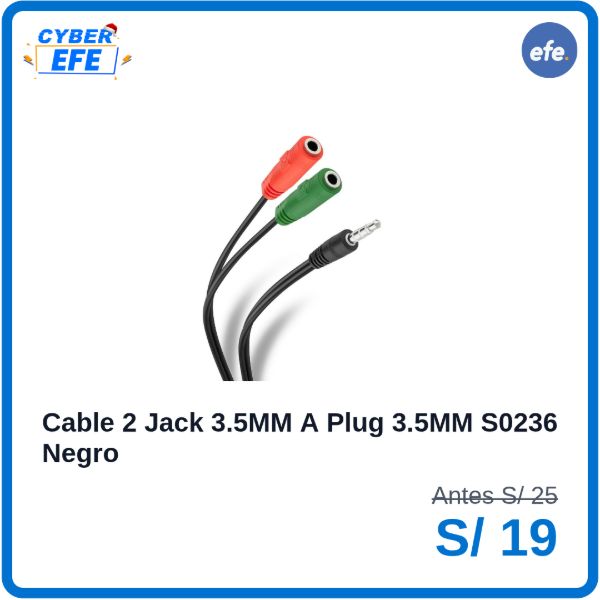 CYBER
EFE
efe.
Cable 2 Jack 3.5MM A Plug 3.5MM S0236
Negro
Antes S/ 25
S/ 19